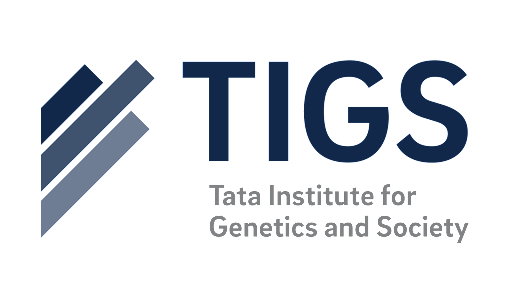 TIGS
Tata Institute for
Genetics and Society